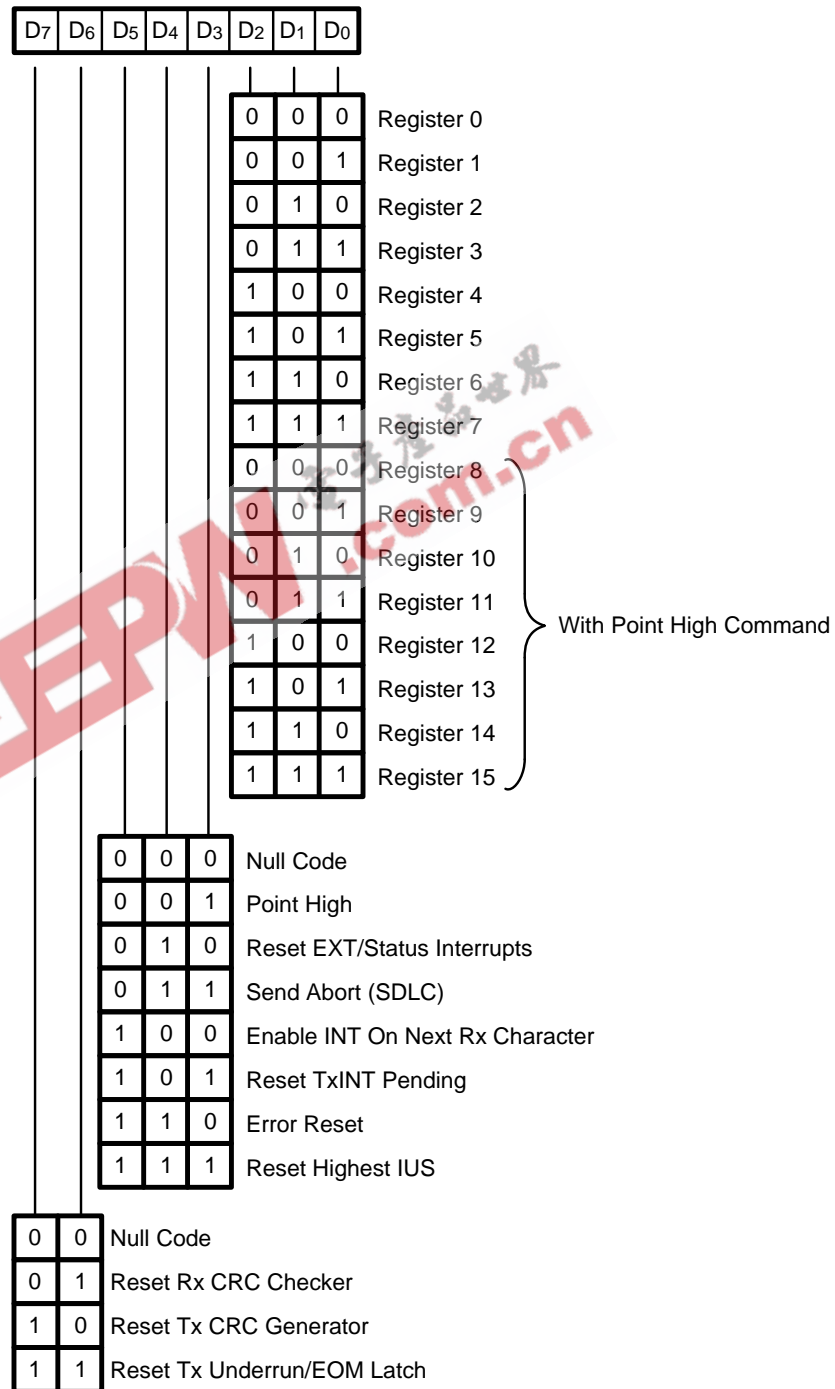 D7 D6 D5 D4 D3 D2 D1 D0
0 0 0 Register 0
0 0 1 Register 1
0 1 0 Register 2
0 1 1 Register 3
1 0 0 Register 4
1 0 1 Register 5
1 1 0 Register 6
1 1 1 Register 7
0 0 0 Register 8
0 0 1 Register 9
0 1 0 Register 10
0 1 1 Register 11
1 0 0 Register 12
1 0 1 Register 13
1 1 0 Register 14
1 1 1 Register 15
With Point High Command
電子產品世界
EEPW.com.cn
0 0 0 Null Code
0 0 1 Point High
0 1 0 Reset EXT/Status Interrupts
0 1 1 Send Abort (SDLC)
1 0 0 Enable INT On Next Rx Character
1 0 1 Reset TxINT Pending
1 1 0 Error Reset
1 1 1 Reset Highest IUS
0 0 Null Code
0 1 Reset Rx CRC Checker
1 0 Reset Tx CRC Generator
1 1 Reset Tx Underrun/EOM Latch